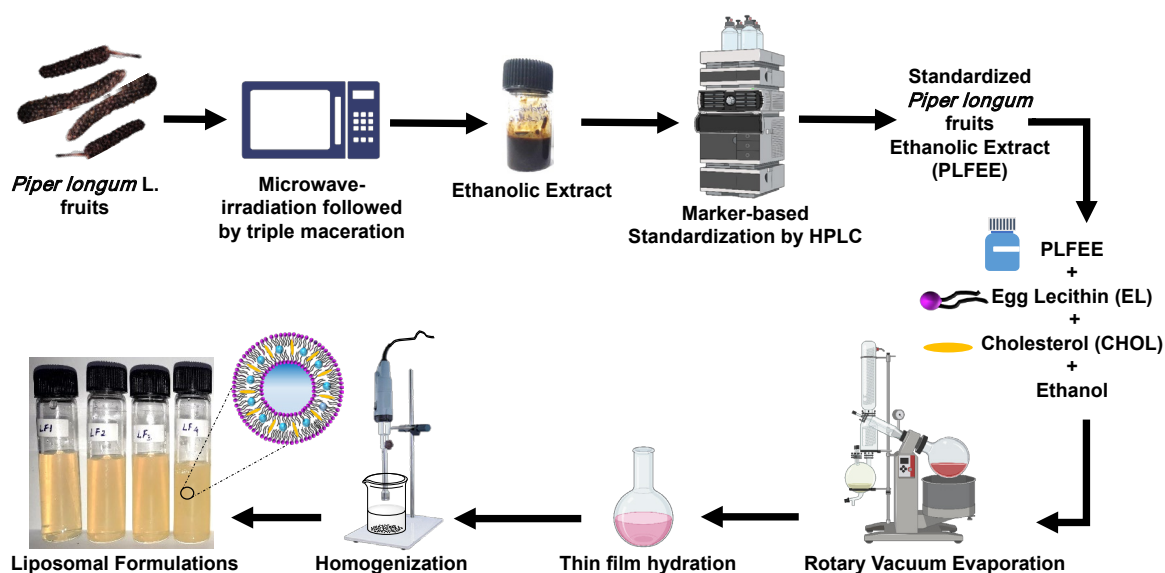 Piper longum L.
fruits
Microwave-
irradiation followed
by triple maceration
Ethanolic Extract
Marker-based
Standardization by HPLC
Standardized
Piper longum
fruits
Ethanolic Extract
(PLFEE)
PLFEE
+
Egg Lecithin (EL)
+
Cholesterol (CHOL)
+
Ethanol
Rotary Vacuum Evaporation
Thin film hydration
Homogenization
LF1
LF2
LF3
LF4
Liposomal Formulations